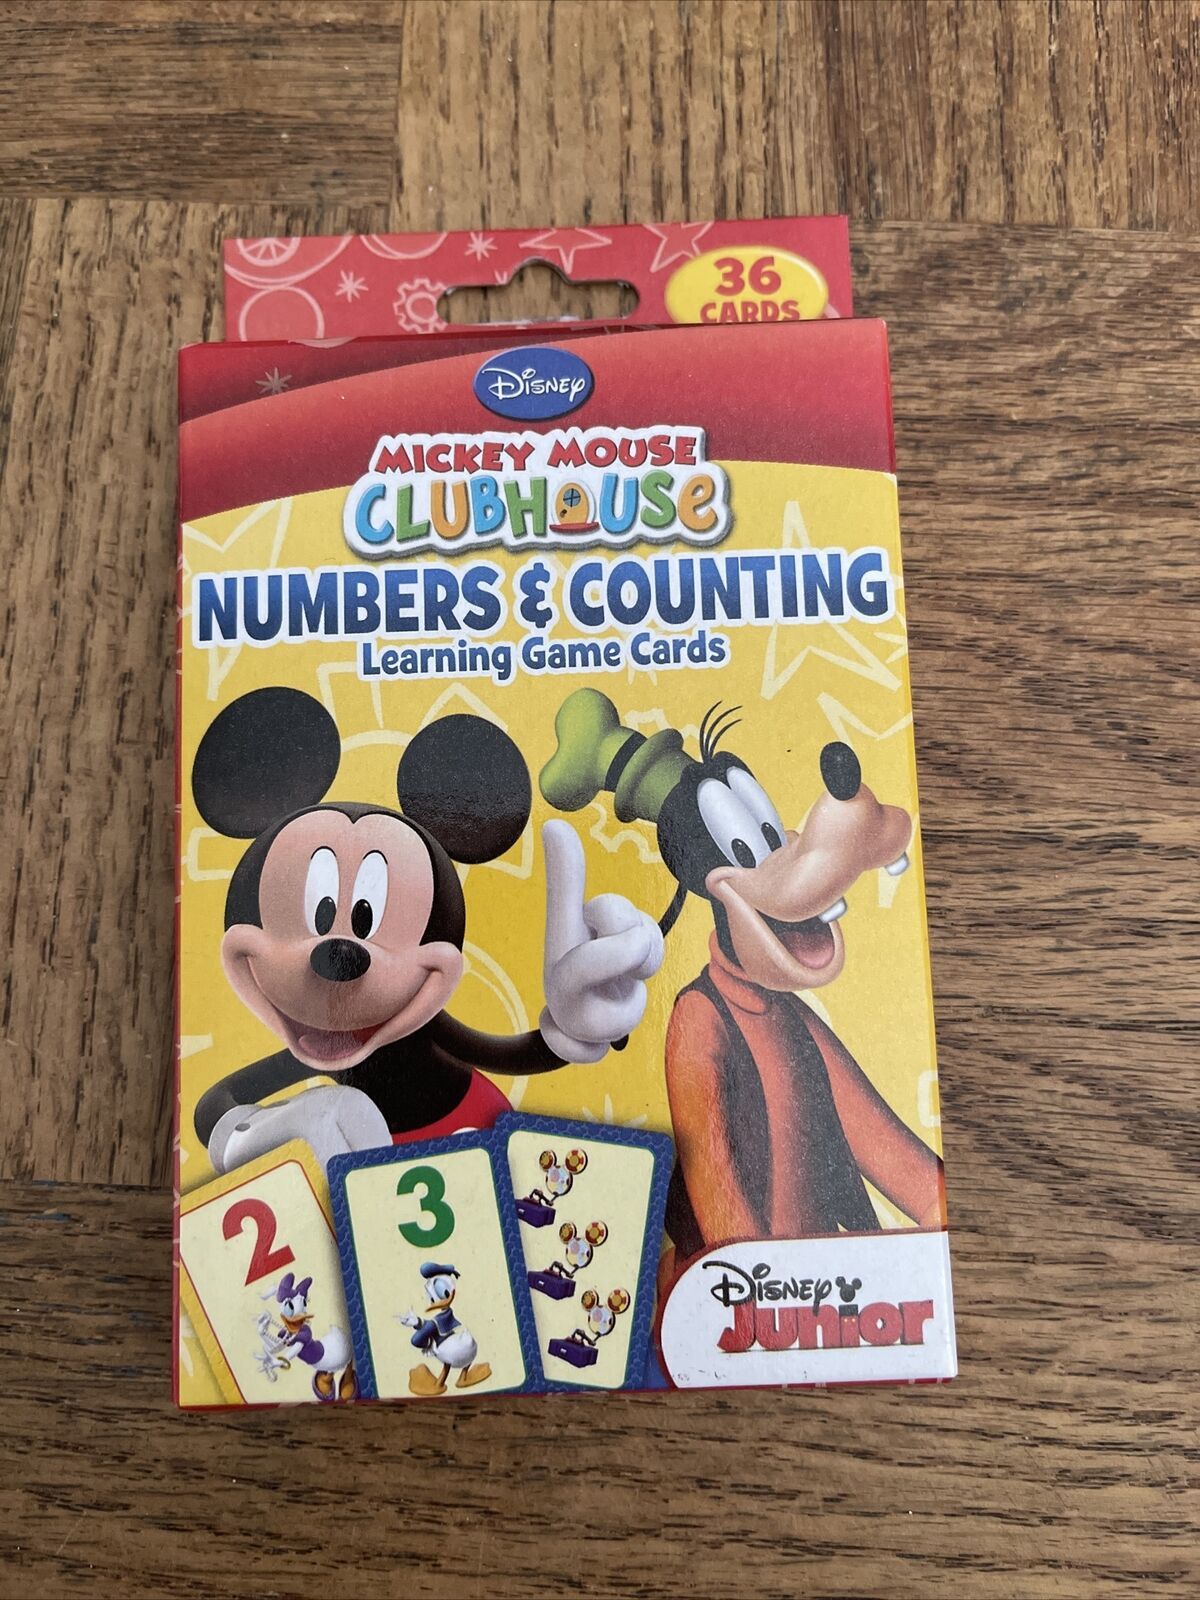 36
CARDS
Disney
MICKEY MOUSE
CLUBHOUSE
NUMBERS & COUNTING
Learning Game Cards
2
3
Disney
Junior